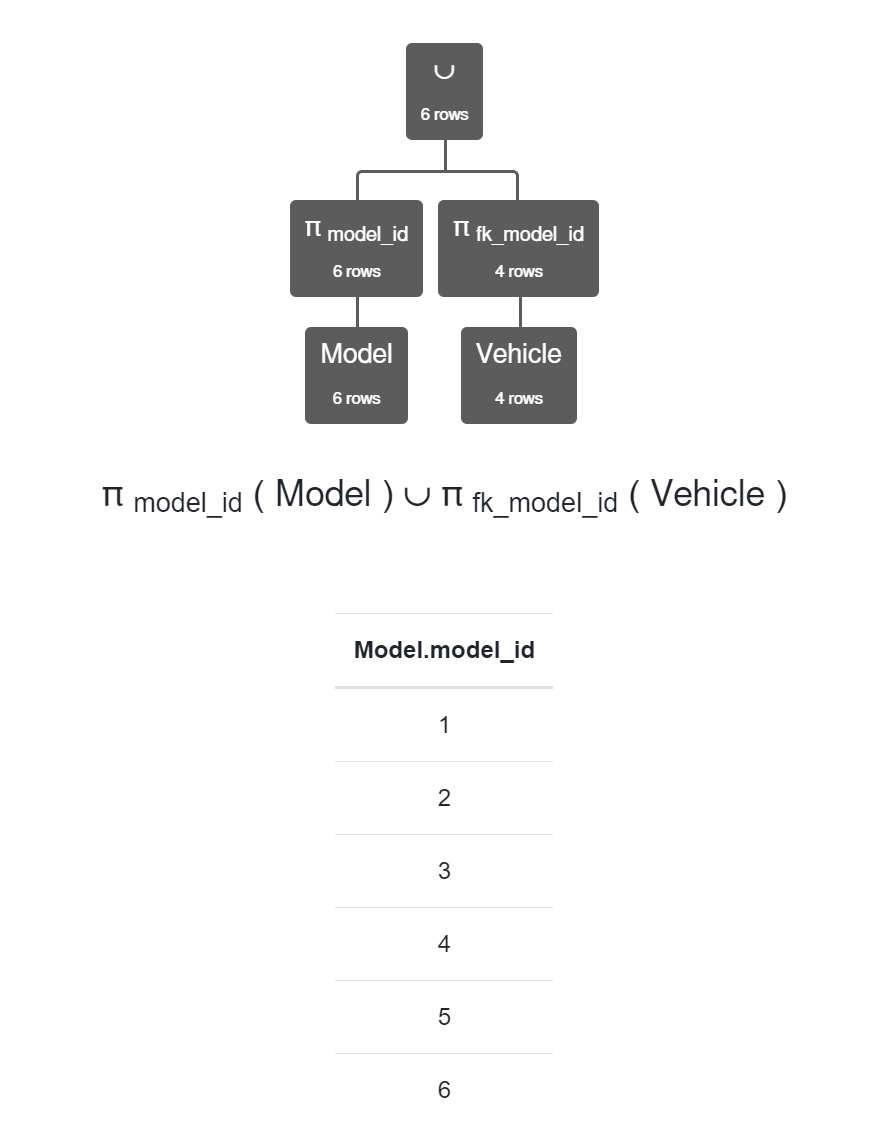 ∪
6 rows
π model_id
6 rows
π fk_model_id
4 rows
Model
6 rows
Vehicle
4 rows
π model_id ( Model ) ∪ π fk_model_id ( Vehicle )
Model.model_id
1
2
3
4
5
6